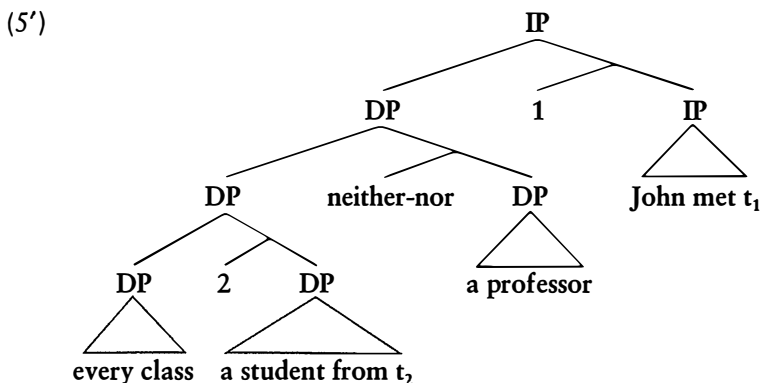 (5′) IP
DP 1 IP
DP neither-nor DP John met t₁
DP 2 DP a professor
every class a student from t₂